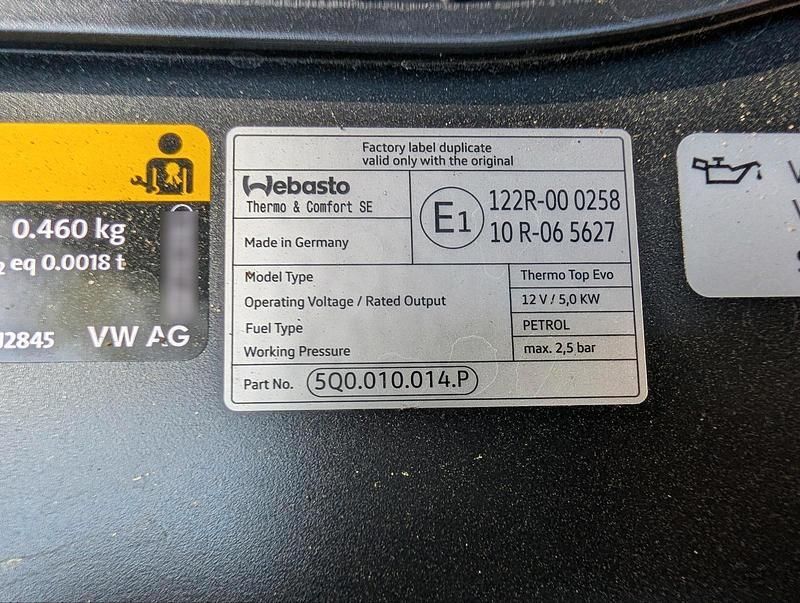 Factory label duplicate
valid only with the original
Webasto
Thermo & Comfort SE
Made in Germany
E1
122R-00 0258
10 R-06 5627
Model Type Thermo Top Evo
Operating Voltage / Rated Output 12 V / 5,0 KW
Fuel Type PETROL
Working Pressure max. 2,5 bar
Part No. 5Q0.010.014.P
0.460 kg
eq 0.0018 t
2845 VW AG